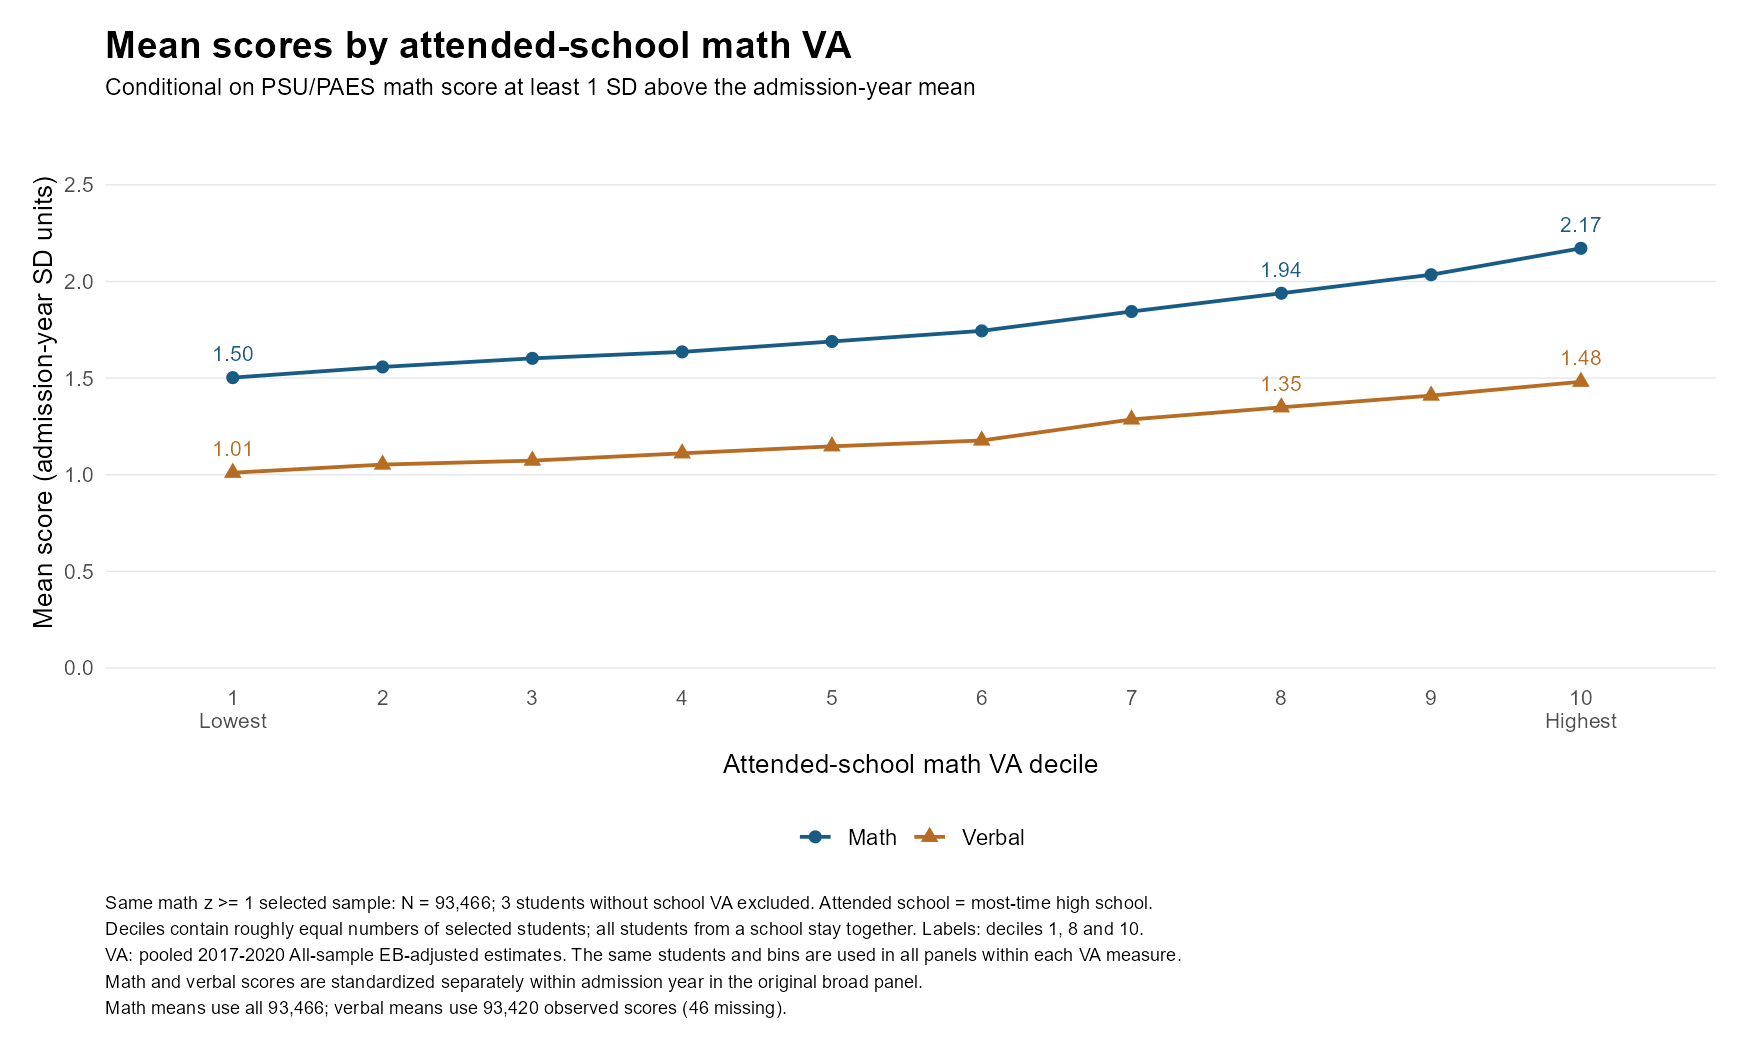 Mean scores by attended-school math VA
Conditional on PSU/PAES math score at least 1 SD above the admission-year mean
Mean score (admission-year SD units)
2.5
2.0
1.5
1.0
0.5
0.0
1.50
1.94
2.17
1.01
1.35
1.48
1 2 3 4 5 6 7 8 9 10
Lowest Highest
Attended-school math VA decile
Math Verbal
Same math z >= 1 selected sample: N = 93,466; 3 students without school VA excluded. Attended school = most-time high school.
Deciles contain roughly equal numbers of selected students; all students from a school stay together. Labels: deciles 1, 8 and 10.
VA: pooled 2017-2020 All-sample EB-adjusted estimates. The same students and bins are used in all panels within each VA measure.
Math and verbal scores are standardized separately within admission year in the original broad panel.
Math means use all 93,466; verbal means use 93,420 observed scores (46 missing).